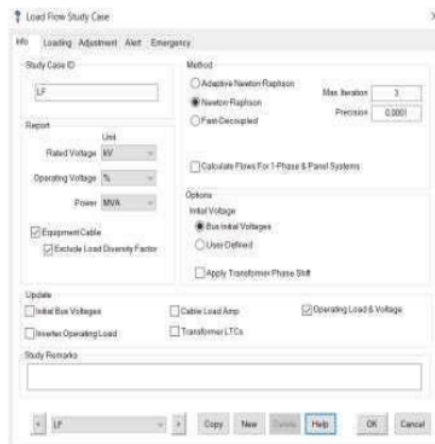 Load Flow Study Case
Info Loading Adjustment Alert Emergency
Study Case ID
LF
Method
Adaptive Newton Raphson
Newton Raphson
Fast-Decoupled
Max. Iteration 3
Precision 0.0001
Calculate Flows For 1-Phase & Panel Systems
Report
Unit
Rated Voltage kV
Operating Voltage %
Power MVA
Equipment Cable
Exclude Load Diversity Factor
Options
Initial Voltage
Bus Initial Voltages
User-Defined
Apply Transformer Phase Shift
Update
Initial Bus Voltages
Cable Load Amp
Operating Load & Voltage
Inverter Operating Load
Transformer LTCs
Study Remarks
< LF > Copy New Delete Help OK Cancel